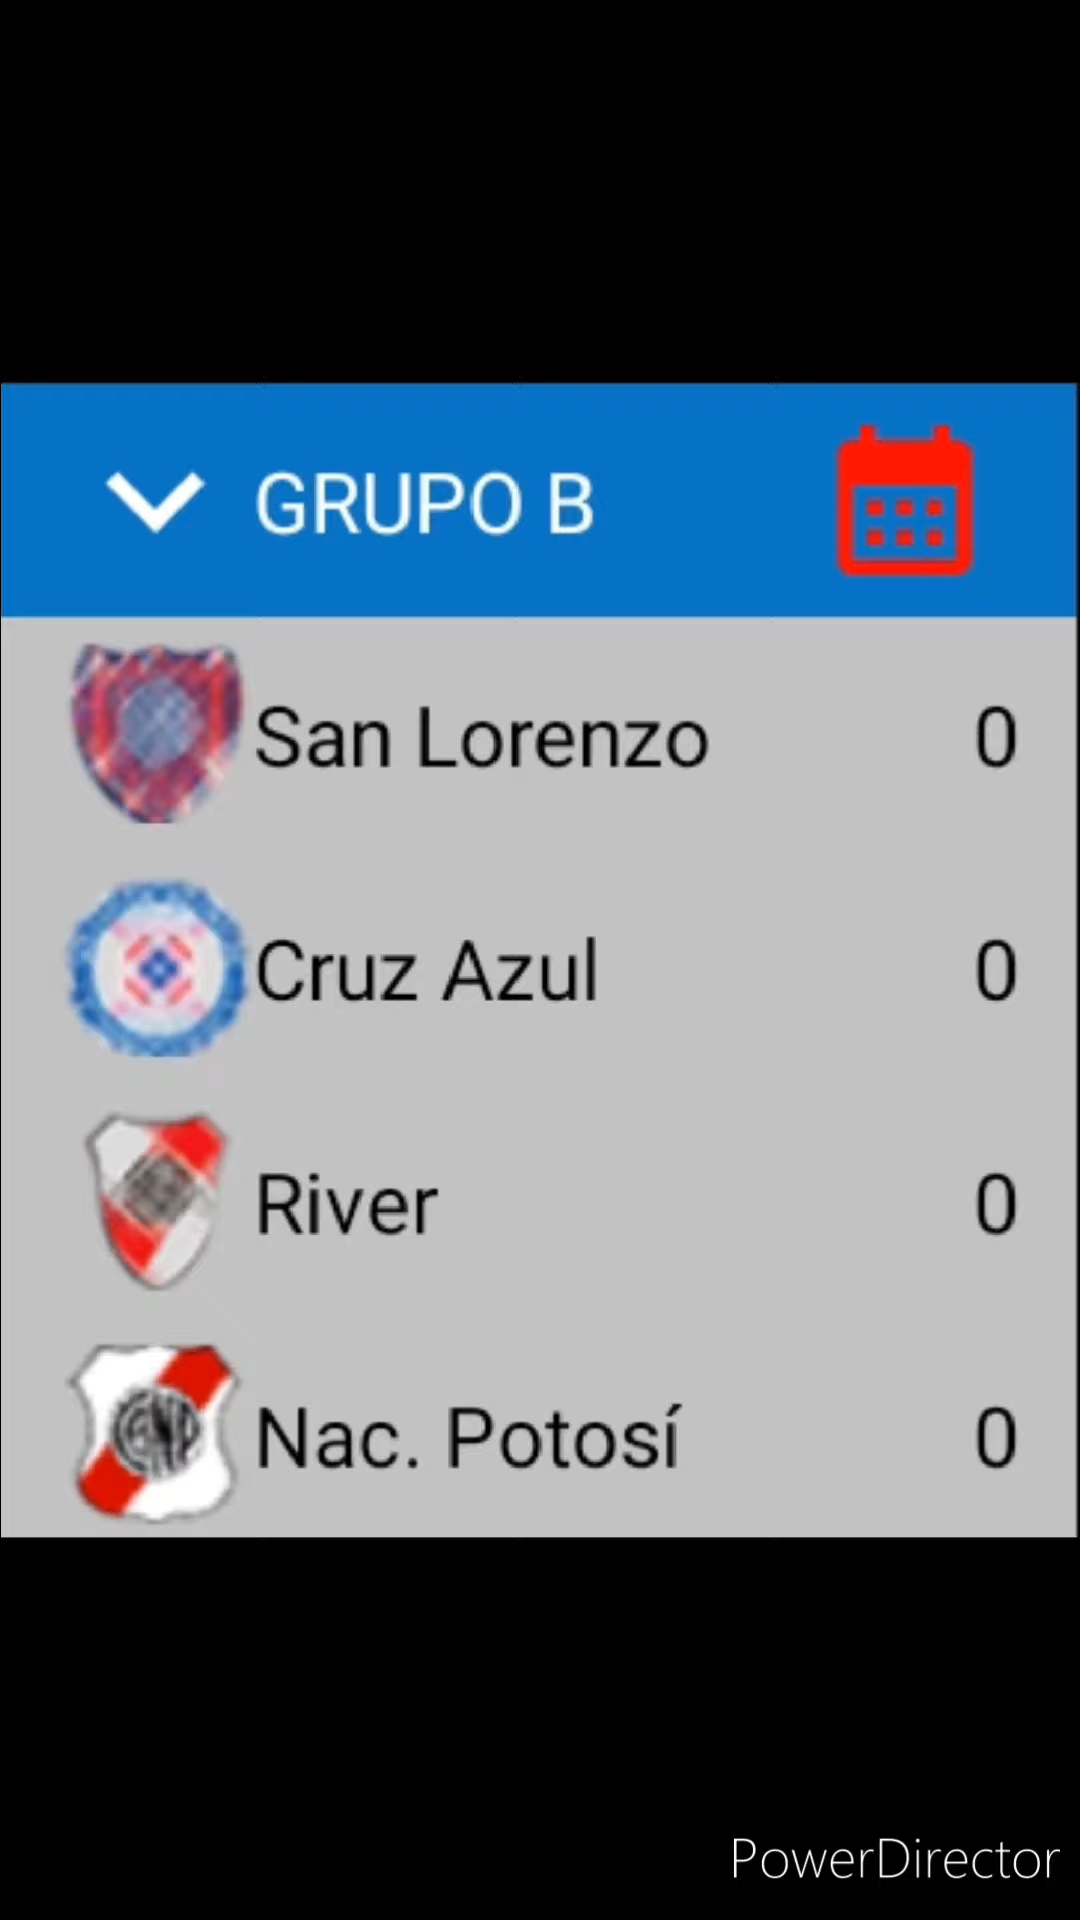 GRUPO B
San Lorenzo 0
Cruz Azul 0
River 0
Nac. Potosí 0
PowerDirector